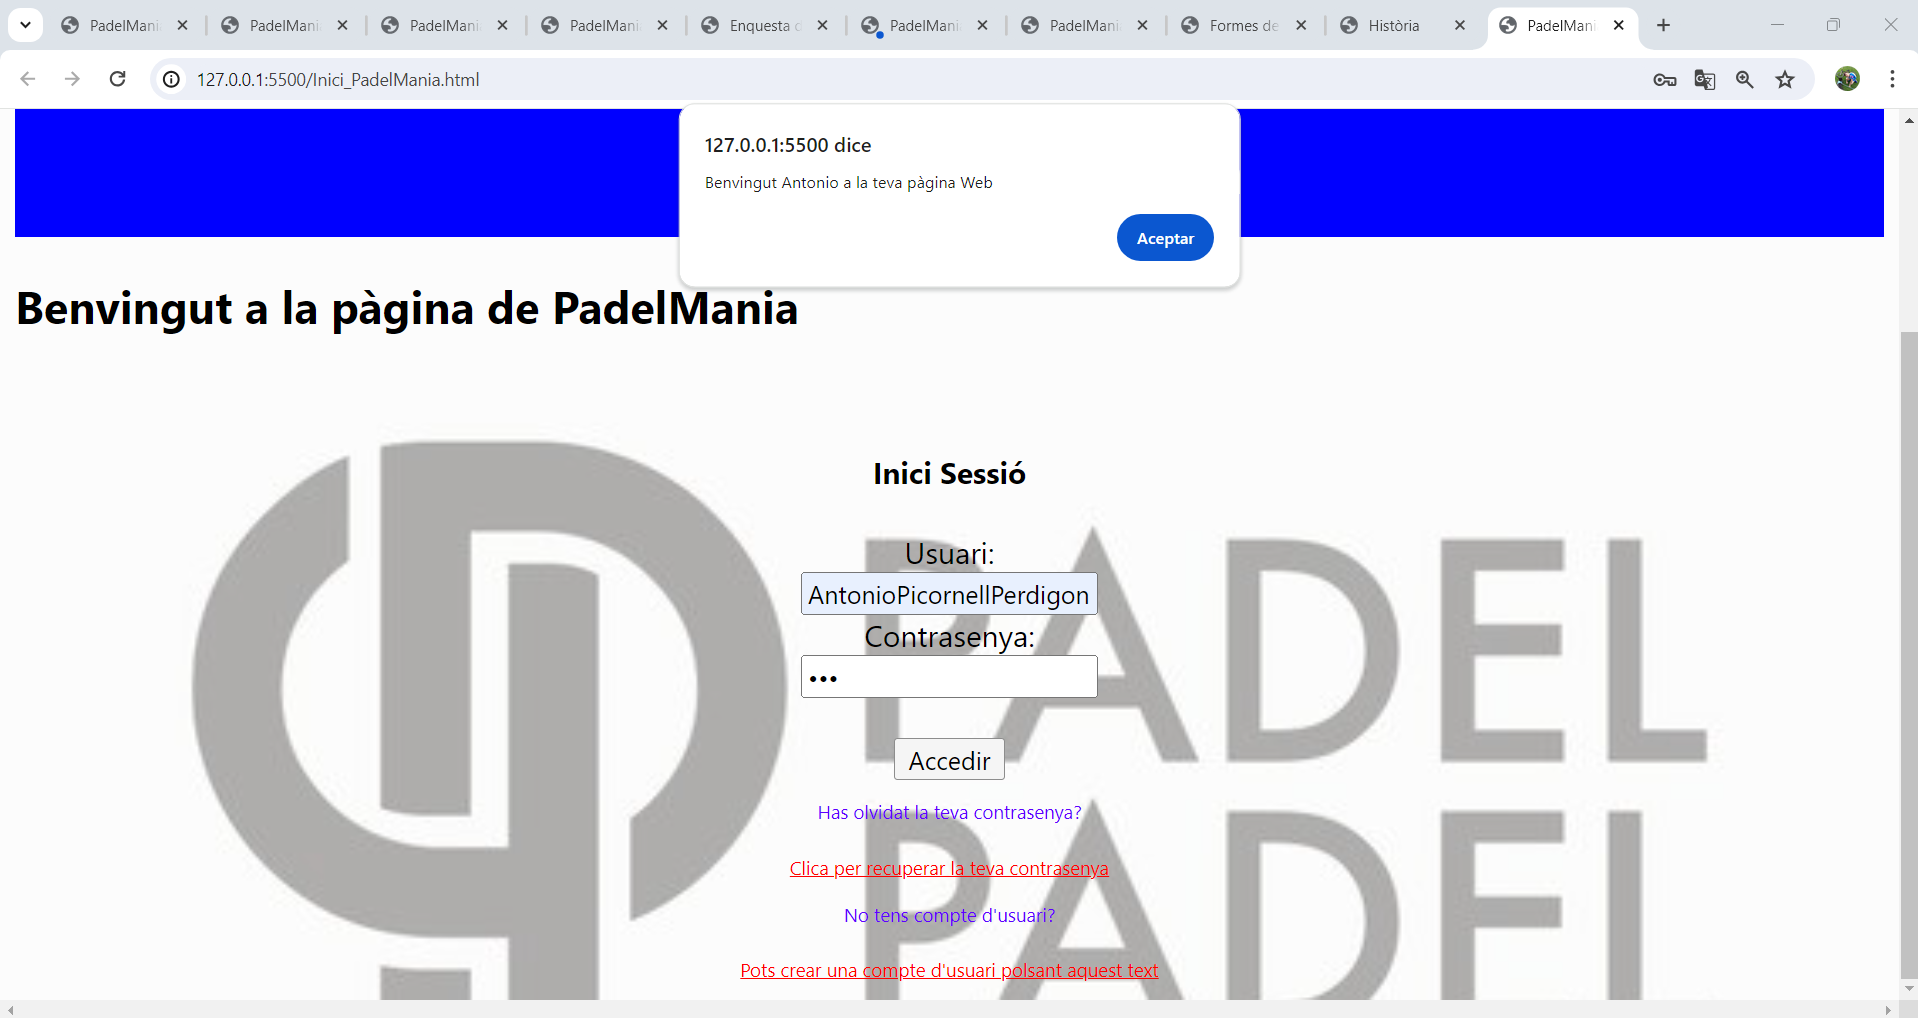 PadelMani
PadelMani
PadelMani
PadelMani
Enquesta d
PadelMani
PadelMani
Formes de
Història
PadelMani
127.0.0.1:5500/Inici_PadelMania.html
127.0.0.1:5500 dice
Benvingut Antonio a la teva pàgina Web
Aceptar
Benvingut a la pàgina de PadelMania
Inici Sessió
Usuari:
AntonioPicornellPerdigon
Contrasenya:
•••
Accedir
Has olvidat la teva contrasenya?
Clica per recuperar la teva contrasenya
No tens compte d'usuari?
Pots crear una compte d'usuari polsant aquest text
PADEL
PADEL